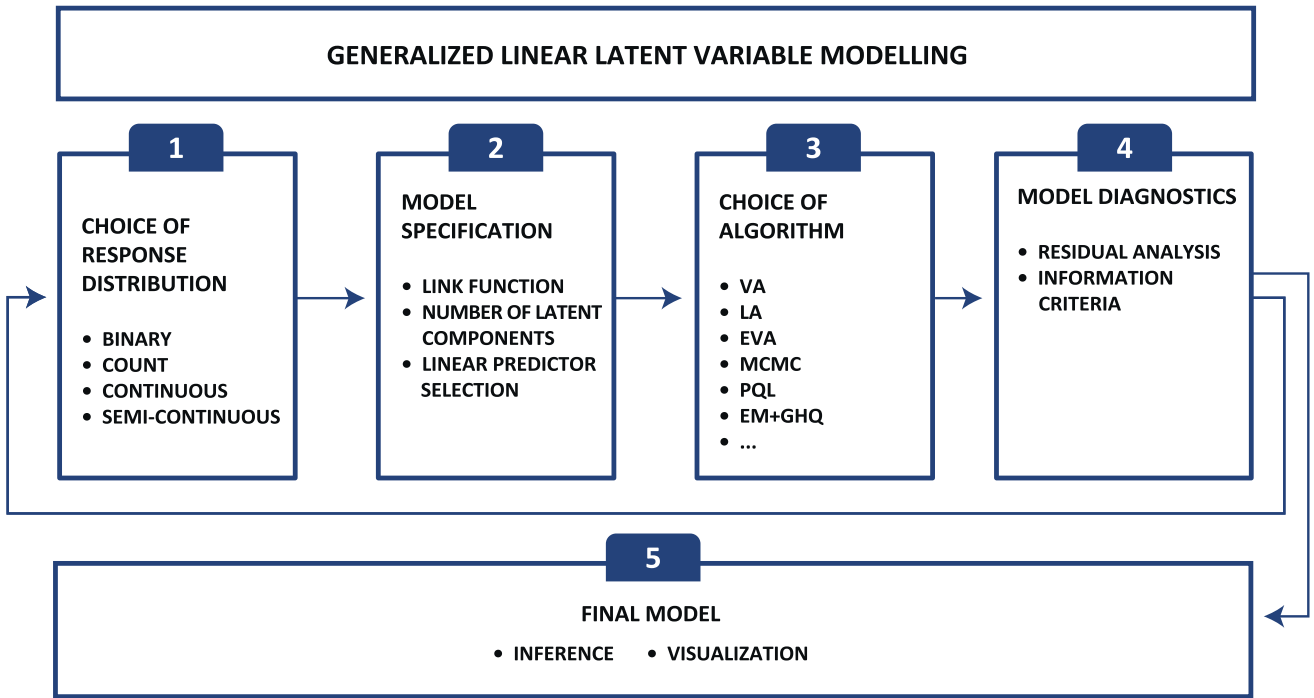 GENERALIZED LINEAR LATENT VARIABLE MODELLING
1
CHOICE OF
RESPONSE
DISTRIBUTION
• BINARY
• COUNT
• CONTINUOUS
• SEMI-CONTINUOUS
2
MODEL
SPECIFICATION
• LINK FUNCTION
• NUMBER OF LATENT
COMPONENTS
• LINEAR PREDICTOR
SELECTION
3
CHOICE OF
ALGORITHM
• VA
• LA
• EVA
• MCMC
• PQL
• EM+GHQ
• ...
4
MODEL DIAGNOSTICS
• RESIDUAL ANALYSIS
• INFORMATION
CRITERIA
5
FINAL MODEL
• INFERENCE • VISUALIZATION